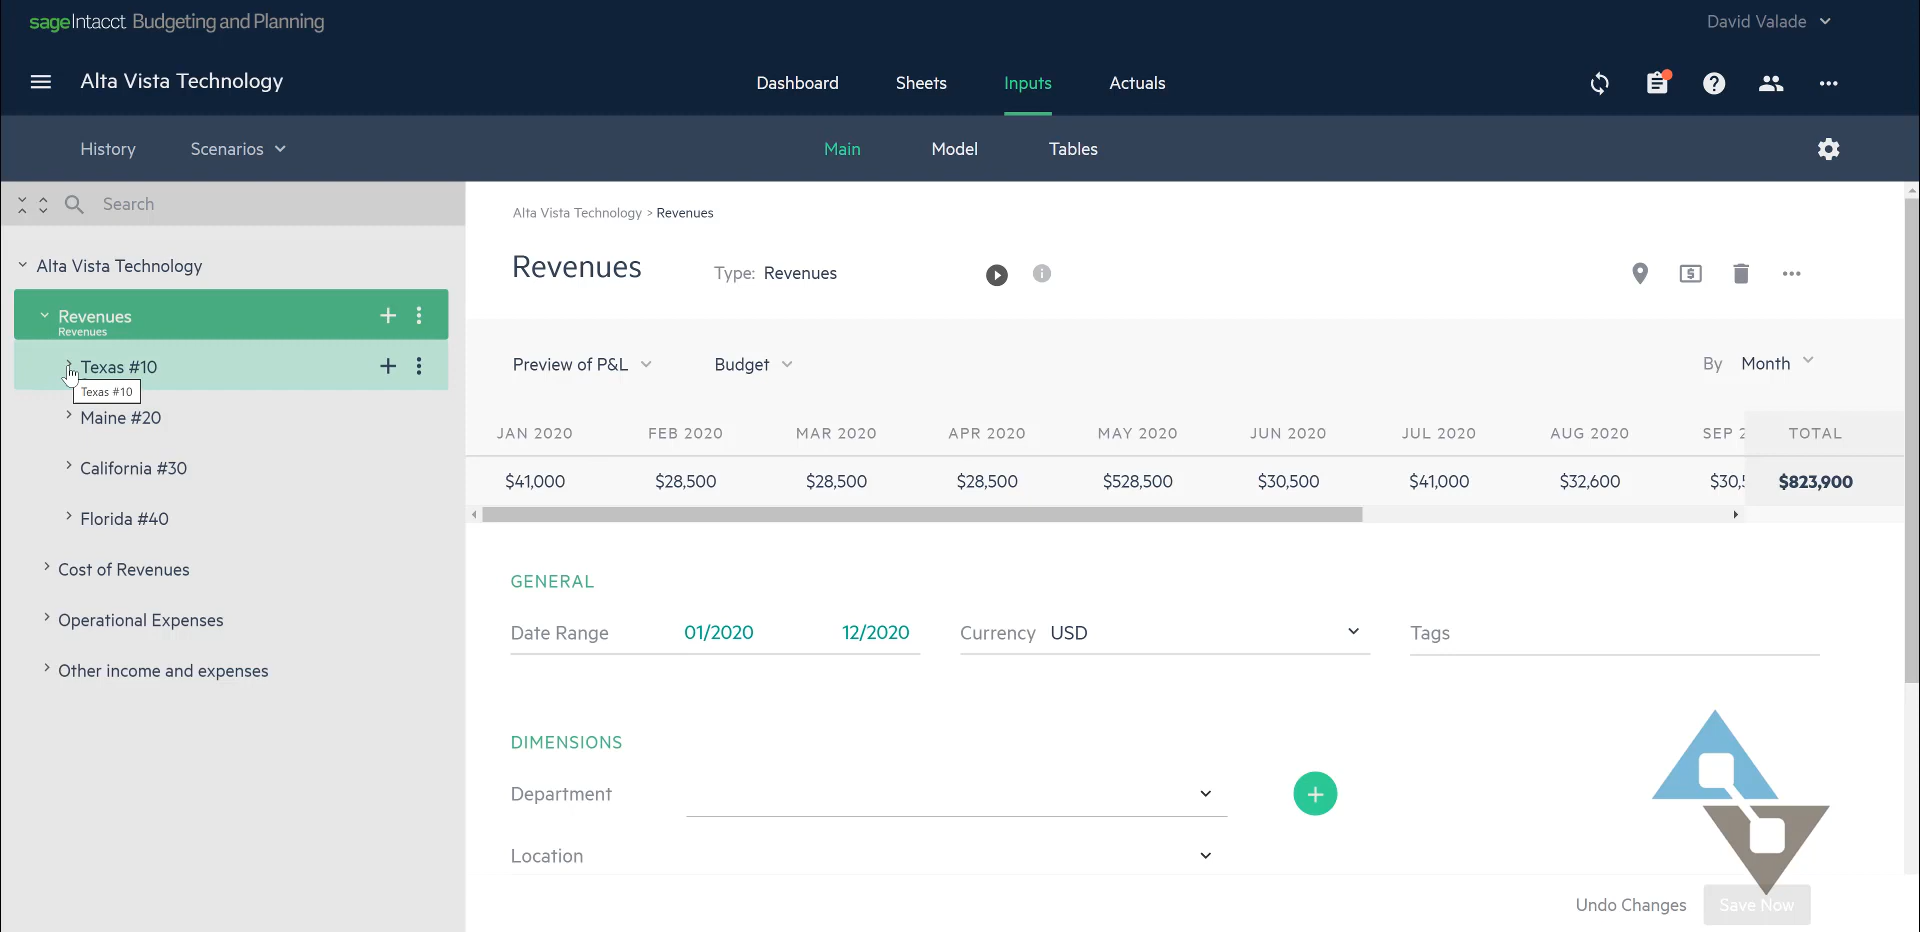 sageIntacct Budgeting and Planning
David Valade
Alta Vista Technology
Dashboard Sheets Inputs Actuals
History Scenarios
Main Model Tables
Search
Alta Vista Technology > Revenues
Alta Vista Technology
Revenues
Type: Revenues
Revenues
Revenues
Texas #10
Texas #10
Maine #20
California #30
Florida #40
Cost of Revenues
Operational Expenses
Other income and expenses
Preview of P&L Budget By Month
JAN 2020 FEB 2020 MAR 2020 APR 2020 MAY 2020 JUN 2020 JUL 2020 AUG 2020 SEP 2 TOTAL
$41,000 $28,500 $28,500 $28,500 $528,500 $30,500 $41,000 $32,600 $30,5 $823,900
GENERAL
Date Range 01/2020 12/2020 Currency USD Tags
DIMENSIONS
Department
Location
Undo Changes Save Now